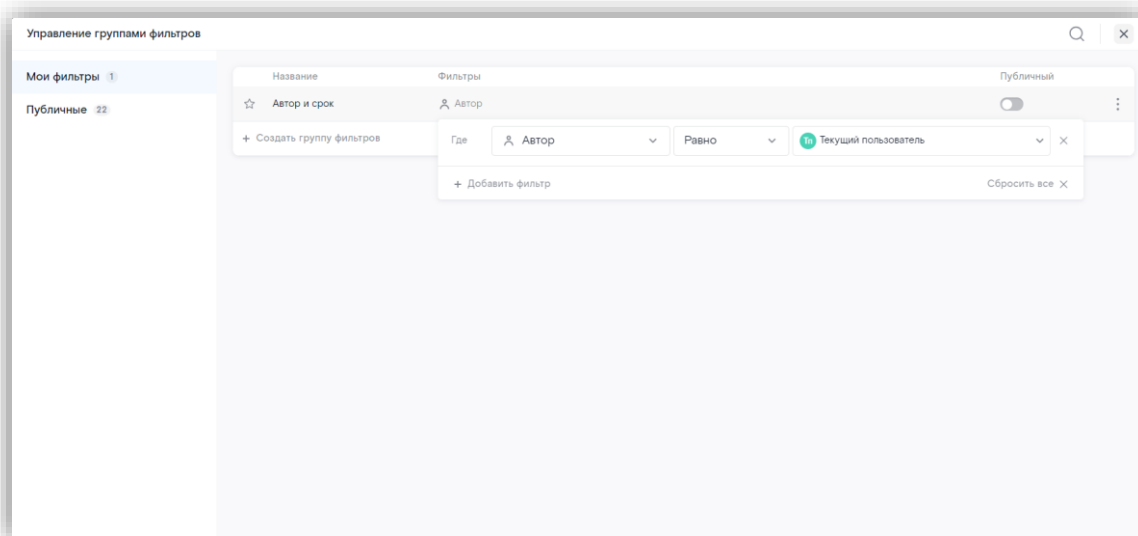 Управление группами фильтров
Мои фильтры 1
Публичные 22
Название Фильтры Публичный
Автор и срок Автор
+ Создать группу фильтров
Где Автор Равно Тп Текущий пользователь
+ Добавить фильтр Сбросить все